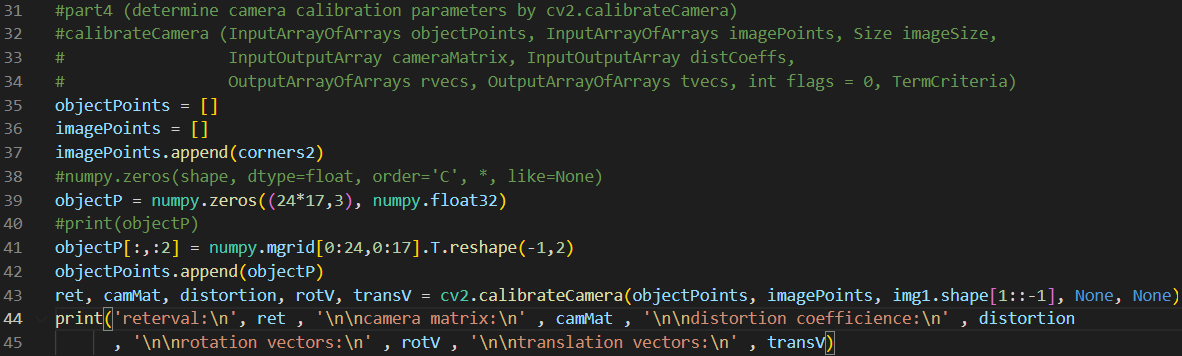 31 #part4 (determine camera calibration parameters by cv2.calibrateCamera)
32 #calibrateCamera (InputArrayOfArrays objectPoints, InputArrayOfArrays imagePoints, Size imageSize,
33 #                 InputOutputArray cameraMatrix, InputOutputArray distCoeffs,
34 #                 OutputArrayOfArrays rvecs, OutputArrayOfArrays tvecs, int flags = 0, TermCriteria)
35 objectPoints = []
36 imagePoints = []
37 imagePoints.append(corners2)
38 #numpy.zeros(shape, dtype=float, order='C', *, like=None)
39 objectP = numpy.zeros((24*17,3), numpy.float32)
40 #print(objectP)
41 objectP[:,:2] = numpy.mgrid[0:24,0:17].T.reshape(-1,2)
42 objectPoints.append(objectP)
43 ret, camMat, distortion, rotV, transV = cv2.calibrateCamera(objectPoints, imagePoints, img1.shape[1::-1], None, None)
44 print('reterval:\n', ret , '\n\ncamera matrix:\n' , camMat , '\n\ndistortion coefficience:\n' , distortion
45       , '\n\nrotation vectors:\n' , rotV , '\n\ntranslation vectors:\n' , transV)